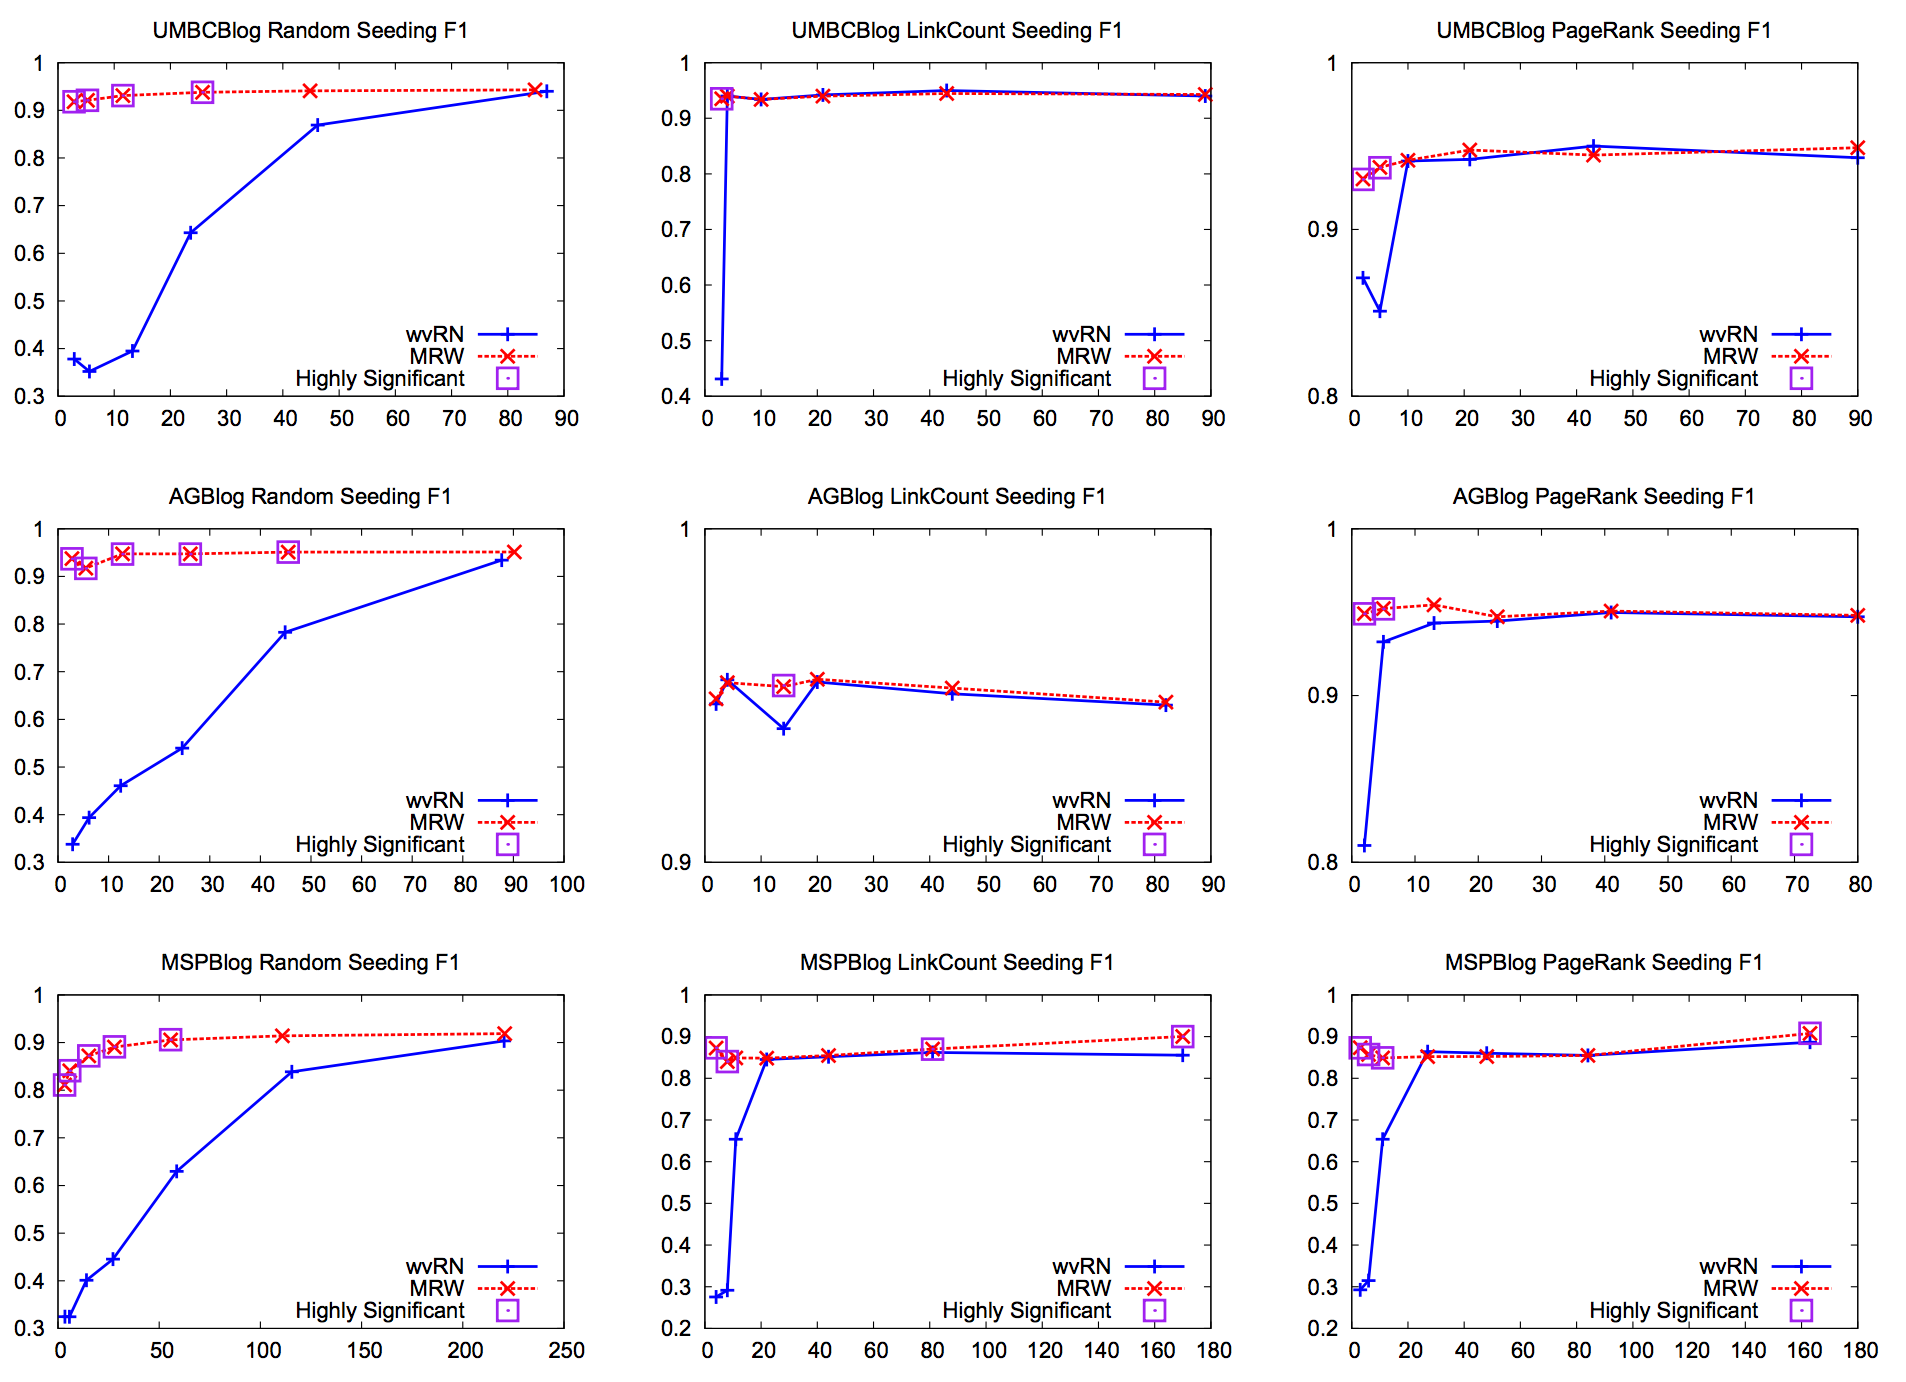 UMBCBlog Random Seeding F1
1
0.9
0.8
0.7
0.6
0.5
0.4
0.3
0 10 20 30 40 50 60 70 80 90
wvRN
MRW
Highly Significant
UMBCBlog LinkCount Seeding F1
1
0.9
0.8
0.7
0.6
0.5
0.4
0 10 20 30 40 50 60 70 80 90
wvRN
MRW
Highly Significant
UMBCBlog PageRank Seeding F1
1
0.9
0.8
0 10 20 30 40 50 60 70 80 90
wvRN
MRW
Highly Significant
AGBlog Random Seeding F1
1
0.9
0.8
0.7
0.6
0.5
0.4
0.3
0 10 20 30 40 50 60 70 80 90 100
wvRN
MRW
Highly Significant
AGBlog LinkCount Seeding F1
1
0.9
0 10 20 30 40 50 60 70 80 90
wvRN
MRW
Highly Significant
AGBlog PageRank Seeding F1
1
0.9
0.8
0 10 20 30 40 50 60 70 80
wvRN
MRW
Highly Significant
MSPBlog Random Seeding F1
1
0.9
0.8
0.7
0.6
0.5
0.4
0.3
0 50 100 150 200 250
wvRN
MRW
Highly Significant
MSPBlog LinkCount Seeding F1
1
0.9
0.8
0.7
0.6
0.5
0.4
0.3
0.2
0 20 40 60 80 100 120 140 160 180
wvRN
MRW
Highly Significant
MSPBlog PageRank Seeding F1
1
0.9
0.8
0.7
0.6
0.5
0.4
0.3
0.2
0 20 40 60 80 100 120 140 160 180
wvRN
MRW
Highly Significant